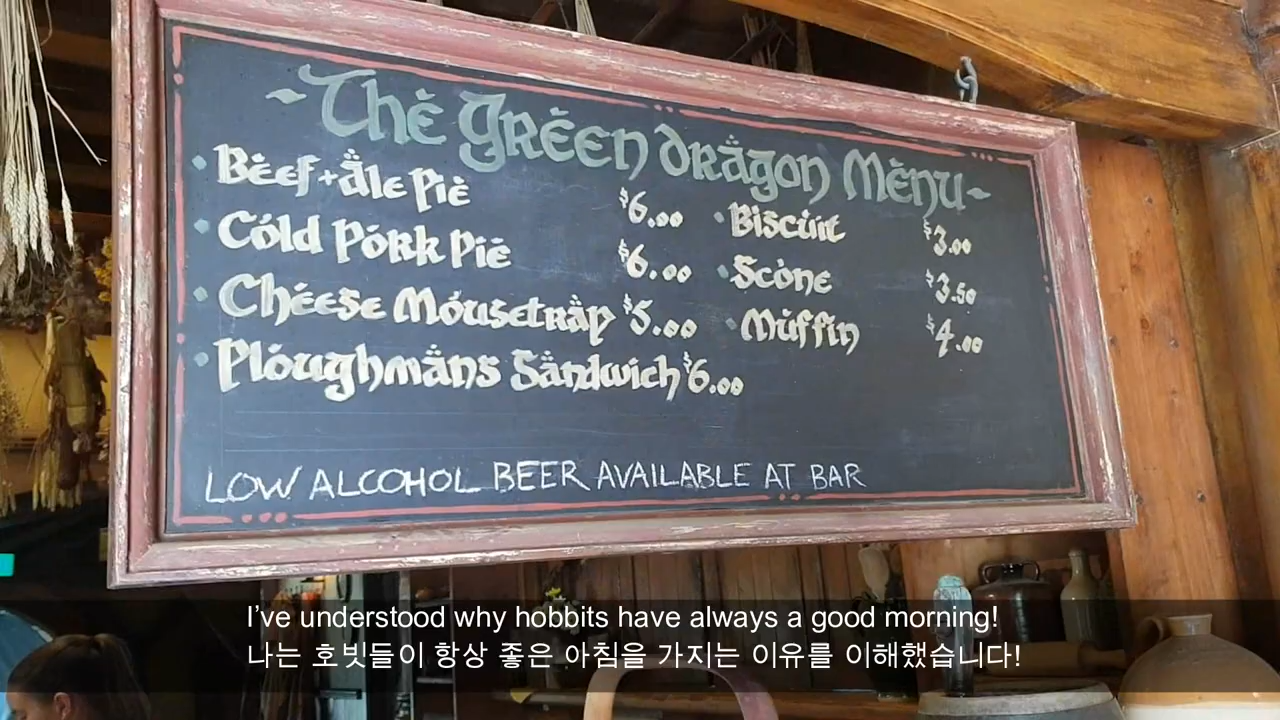 ~The Green Dragon Menu~
• Beef + Ale Pie $6.00
• Cold Pork Pie $6.00
• Cheese Mousetrap $5.00
• Ploughmans Sandwich $6.00
• Biscuit $3.00
• Scone $3.50
• Muffin $4.00
LOW ALCOHOL BEER AVAILABLE AT BAR
I've understood why hobbits have always a good morning!
나는 호빗들이 항상 좋은 아침을 가지는 이유를 이해했습니다!